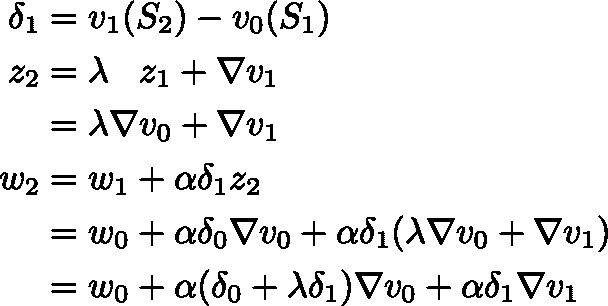 δ₁ = v₁(S₂) − v₀(S₁)
z₂ = λ z₁ + ∇v₁
= λ∇v₀ + ∇v₁
w₂ = w₁ + αδ₁z₂
= w₀ + αδ₀∇v₀ + αδ₁(λ∇v₀ + ∇v₁)
= w₀ + α(δ₀ + λδ₁)∇v₀ + αδ₁∇v₁